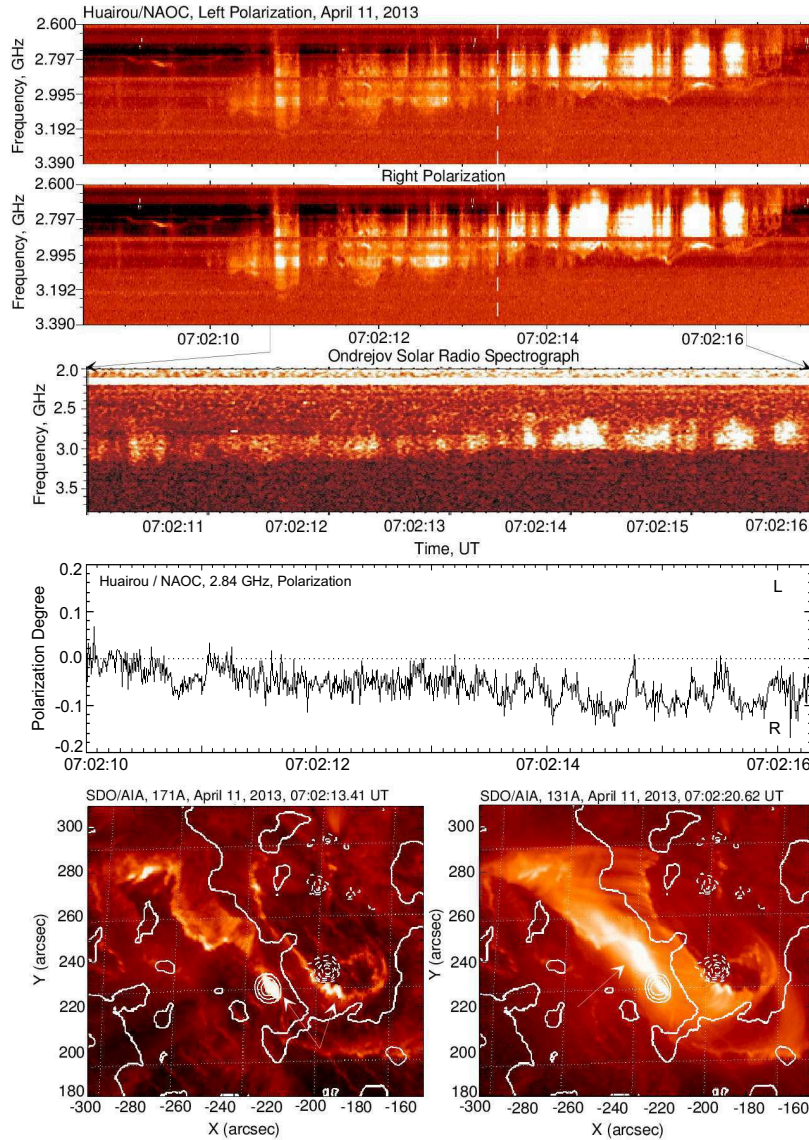 Huairou/NAOC, Left Polarization, April 11, 2013
Frequency, GHz
2.600
2.797
2.995
3.192
3.390
Right Polarization
Frequency, GHz
2.600
2.797
2.995
3.192
3.390
07:02:10 07:02:12 07:02:14 07:02:16
Ondrejov Solar Radio Spectrograph
Frequency, GHz
2.0
2.5
3.0
3.5
07:02:11 07:02:12 07:02:13 07:02:14 07:02:15 07:02:16
Time, UT
Huairou / NAOC, 2.84 GHz, Polarization
L
R
Polarization Degree
0.2
0.1
0.0
-0.1
-0.2
07:02:10 07:02:12 07:02:14 07:02:16
SDO/AIA, 171A, April 11, 2013, 07:02:13.41 UT
Y (arcsec)
300
280
260
240
220
200
180
-300 -280 -260 -240 -220 -200 -180 -160
X (arcsec)
SDO/AIA, 131A, April 11, 2013, 07:02:20.62 UT
Y (arcsec)
300
280
260
240
220
200
180
-300 -280 -260 -240 -220 -200 -180 -160
X (arcsec)